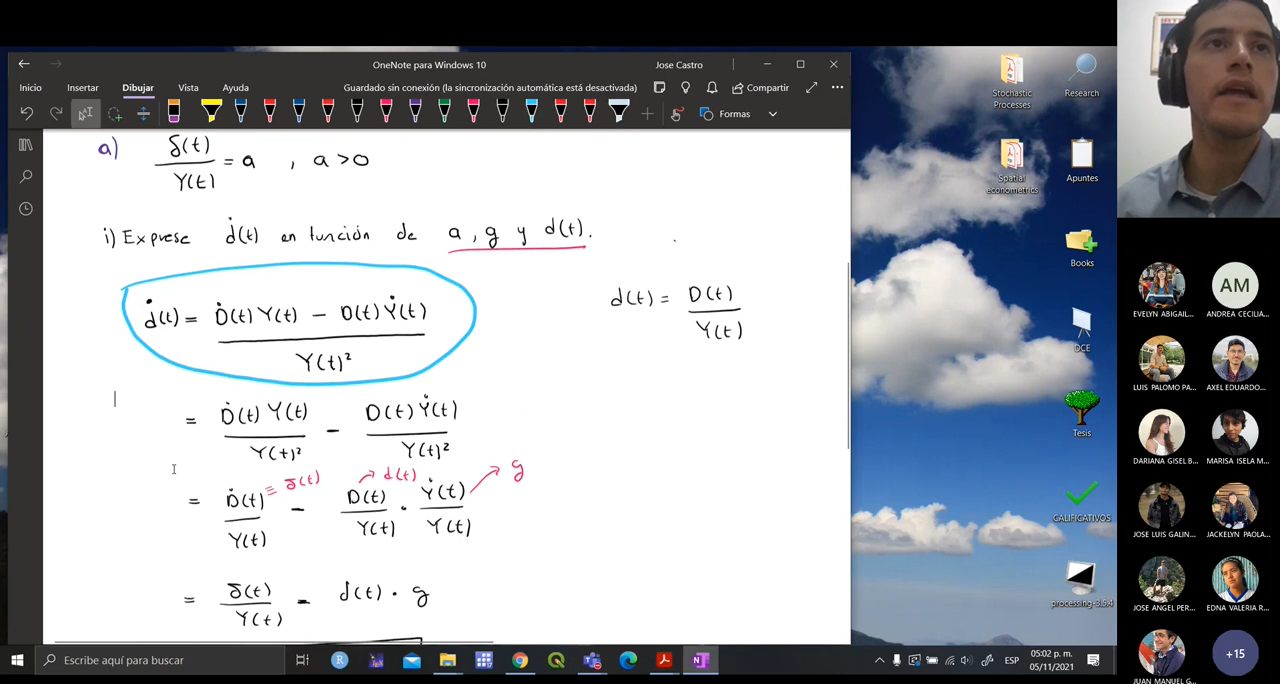 OneNote para Windows 10
Jose Castro
Inicio
Insertar
Dibujar
Vista
Ayuda
Guardado sin conexión (la sincronización automática está desactivada)
Compartir
Formas
a) δ(t)/Y(t) = a , a > 0
i) Exprese ḋ(t) en función de a, g y d(t).
ḋ(t) = Ḋ(t) Y(t) − D(t) Ẏ(t) / Y(t)²
d(t) = D(t)/Y(t)
= Ḋ(t) Y(t)/Y(t)² − D(t) Ẏ(t)/Y(t)²
= δ(t) → d(t) → g
= Ḋ(t)/Y(t) − D(t)/Y(t) · Ẏ(t)/Y(t)
= δ(t)/Y(t) − d(t) · g
Stochastic Processes
Research
Spatial econometrics
Apuntes
Books
DCE
Tesis
CALIFICATIVOS
processing-3.5.4
AM
EVELYN ABIGAIL...
ANDREA CECILIA...
LUIS PALOMO PA...
AXEL EDUARDO...
DARIANA GISEL B...
MARISA ISELA M...
JOSE LUIS GALIN...
JACKELYN PAOLA...
JOSE ANGEL PER...
EDNA VALERIA R...
JUAN MANUEL G...
+15
Escribe aquí para buscar
ESP
05:02 p. m.
05/11/2021